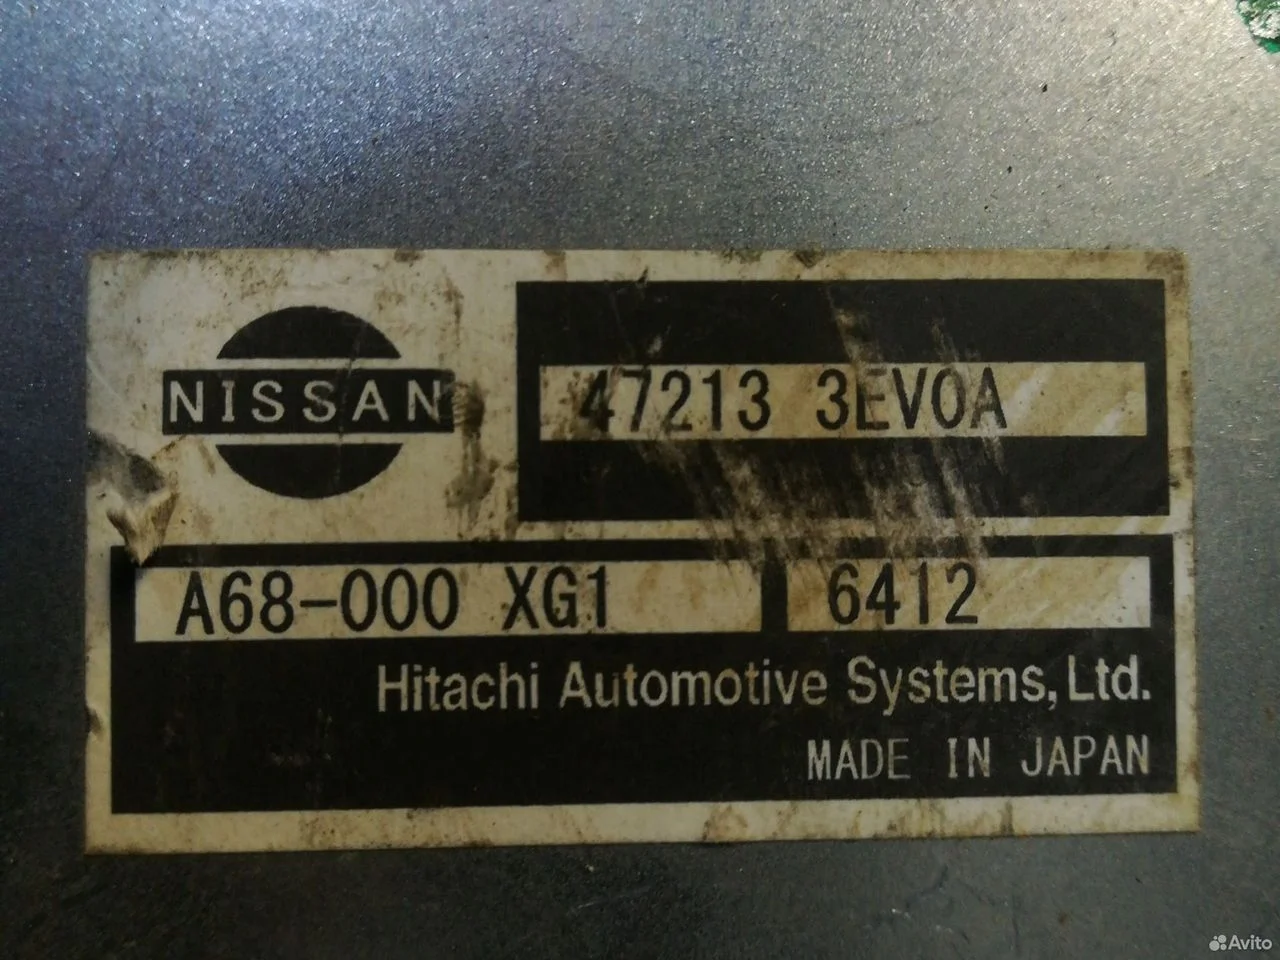 NISSAN
47213 3EV0A
A68-000 XG1
6412
Hitachi Automotive Systems, Ltd.
MADE IN JAPAN
Avito